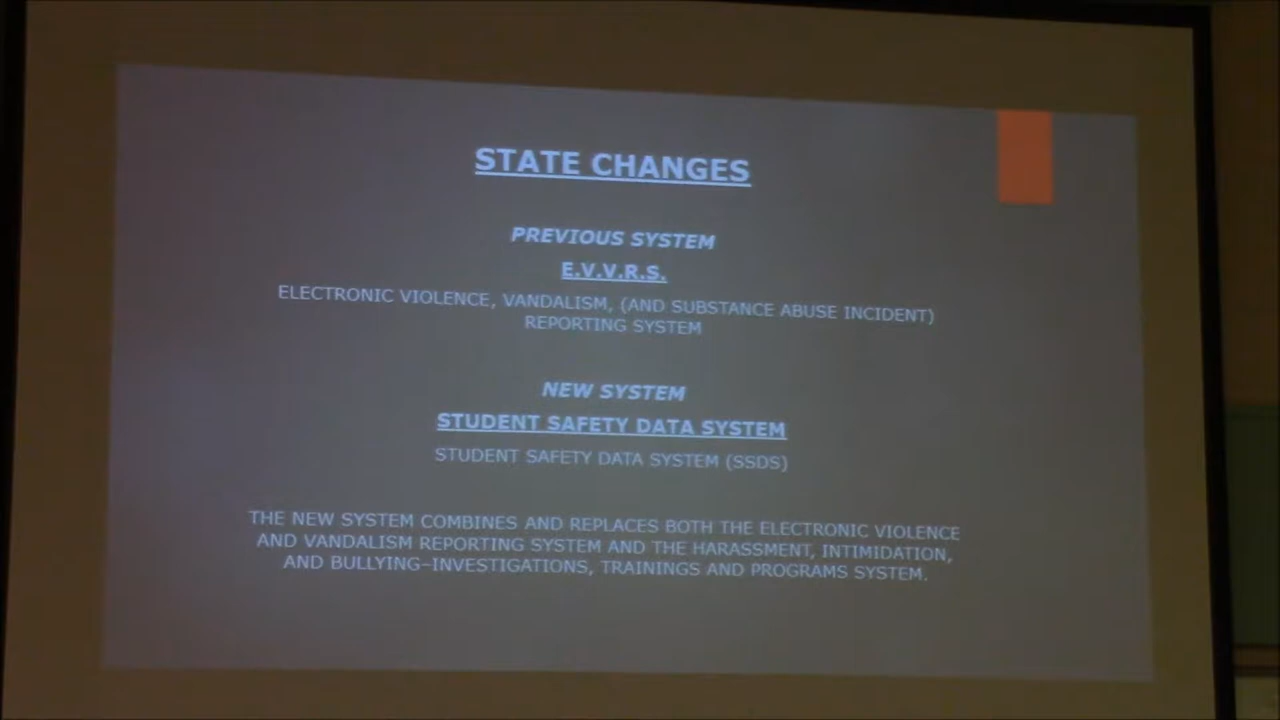 STATE CHANGES
PREVIOUS SYSTEM
E.V.V.R.S.
ELECTRONIC VIOLENCE, VANDALISM, (AND SUBSTANCE ABUSE INCIDENT)
REPORTING SYSTEM
NEW SYSTEM
STUDENT SAFETY DATA SYSTEM
STUDENT SAFETY DATA SYSTEM (SSDS)
THE NEW SYSTEM COMBINES AND REPLACES BOTH THE ELECTRONIC VIOLENCE
AND VANDALISM REPORTING SYSTEM AND THE HARASSMENT, INTIMIDATION,
AND BULLYING–INVESTIGATIONS, TRAININGS AND PROGRAMS SYSTEM.